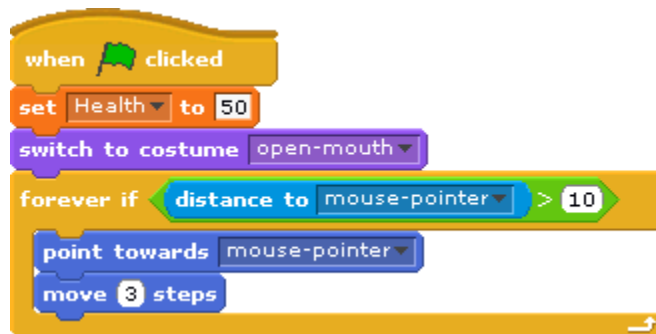 when clicked
set Health to 50
switch to costume open-mouth
forever if distance to mouse-pointer > 10
point towards mouse-pointer
move 3 steps